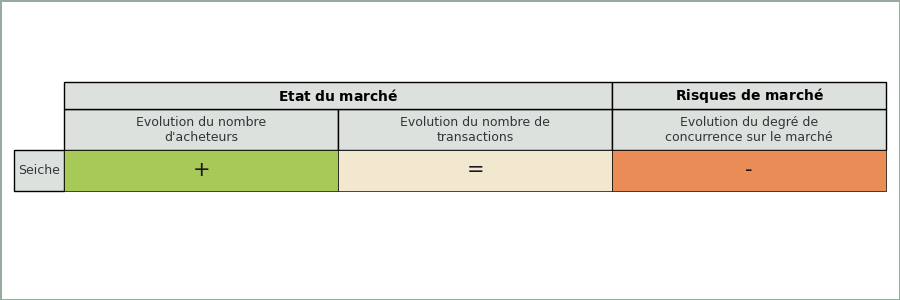 Etat du marché
Risques de marché
Evolution du nombre
d'acheteurs
Evolution du nombre de
transactions
Evolution du degré de
concurrence sur le marché
Seiche
+
=
-